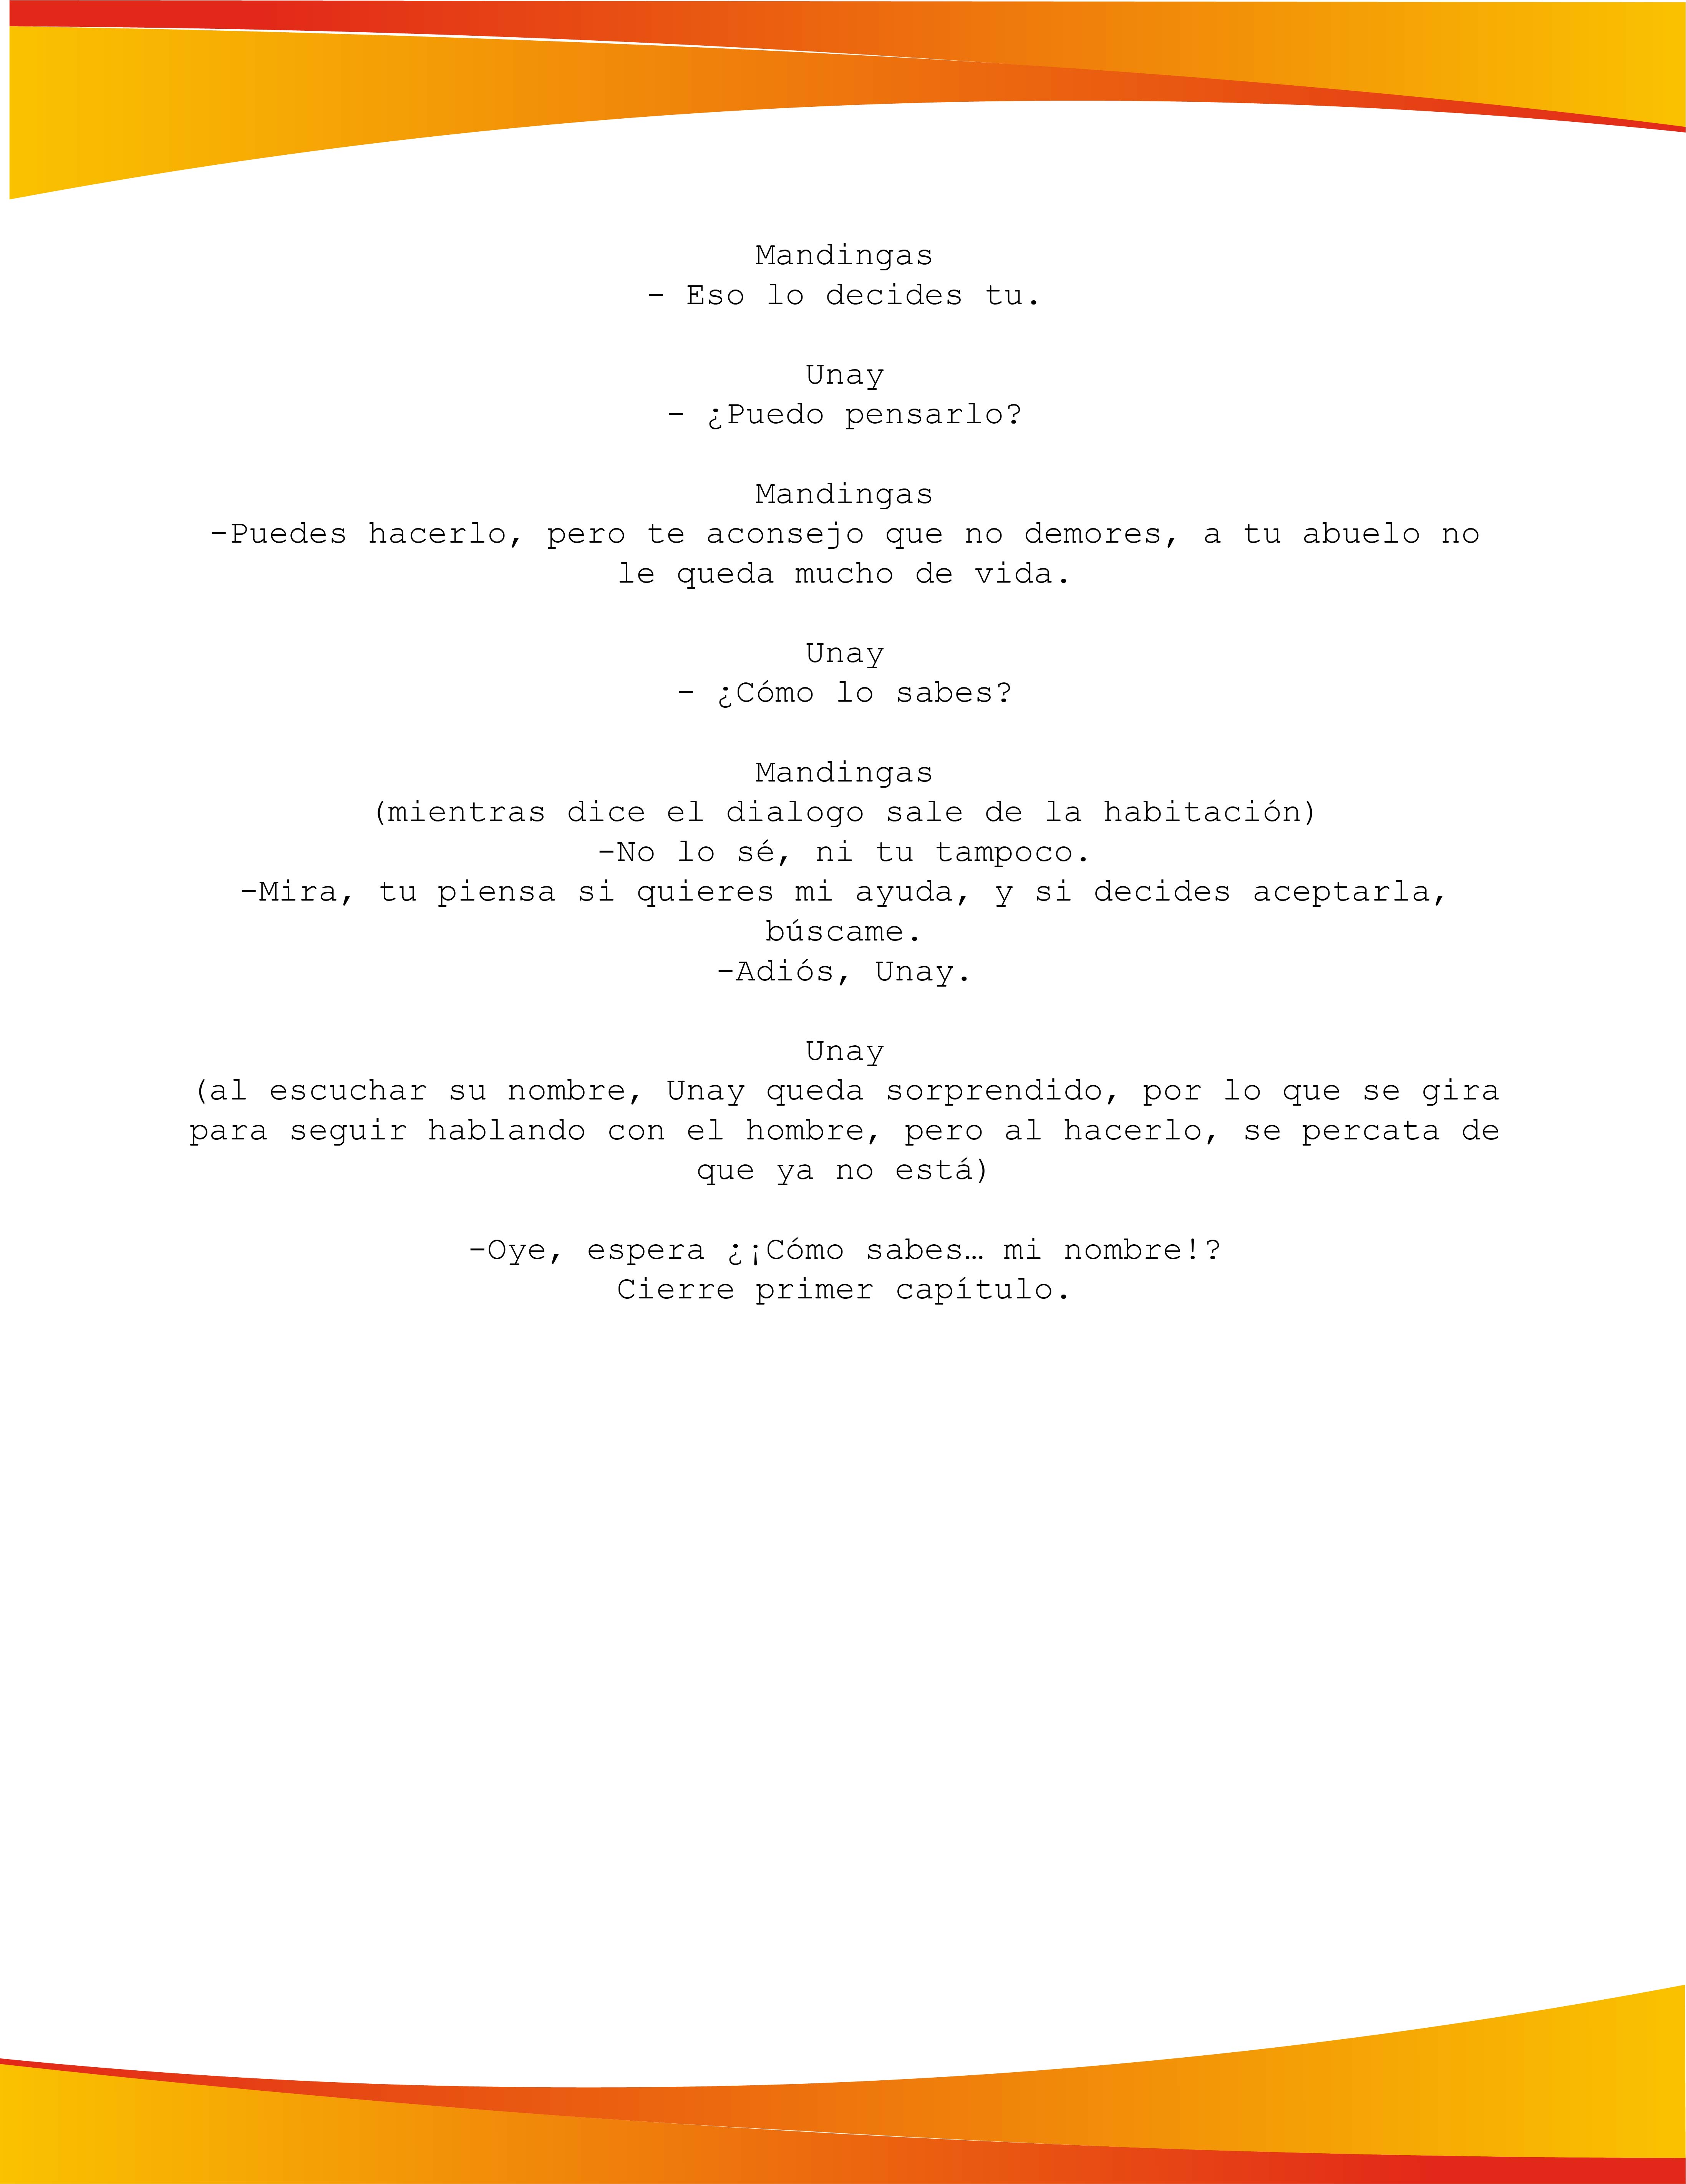 Mandingas
- Eso lo decides tu.
Unay
- ¿Puedo pensarlo?
Mandingas
-Puedes hacerlo, pero te aconsejo que no demores, a tu abuelo no
le queda mucho de vida.
Unay
- ¿Cómo lo sabes?
Mandingas
(mientras dice el dialogo sale de la habitación)
-No lo sé, ni tu tampoco.
-Mira, tu piensa si quieres mi ayuda, y si decides aceptarla,
búscame.
-Adiós, Unay.
Unay
(al escuchar su nombre, Unay queda sorprendido, por lo que se gira
para seguir hablando con el hombre, pero al hacerlo, se percata de
que ya no está)
-Oye, espera ¿¡Cómo sabes… mi nombre!?
Cierre primer capítulo.